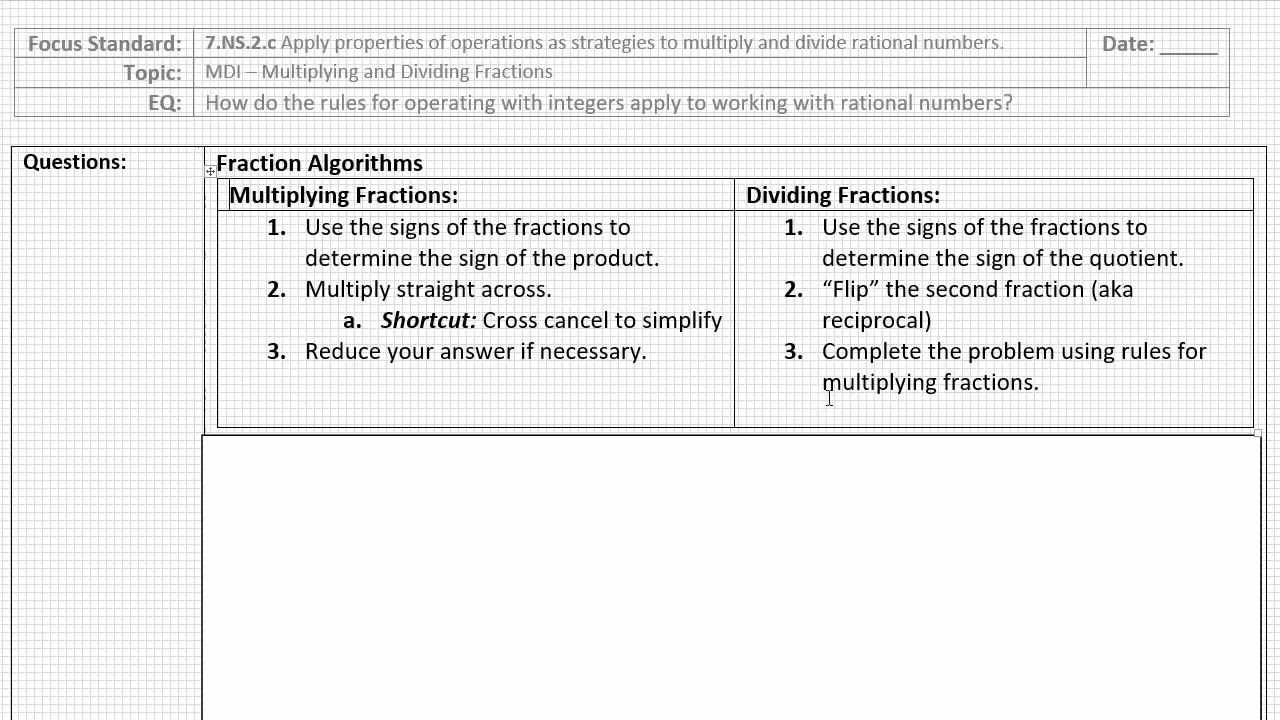 Focus Standard: 7.NS.2.c Apply properties of operations as strategies to multiply and divide rational numbers. Date: ______
Topic: MDI – Multiplying and Dividing Fractions
EQ: How do the rules for operating with integers apply to working with rational numbers?
Questions:
Fraction Algorithms
Multiplying Fractions:
1. Use the signs of the fractions to
determine the sign of the product.
2. Multiply straight across.
a. Shortcut: Cross cancel to simplify
3. Reduce your answer if necessary.
Dividing Fractions:
1. Use the signs of the fractions to
determine the sign of the quotient.
2. “Flip” the second fraction (aka
reciprocal)
3. Complete the problem using rules for
multiplying fractions.